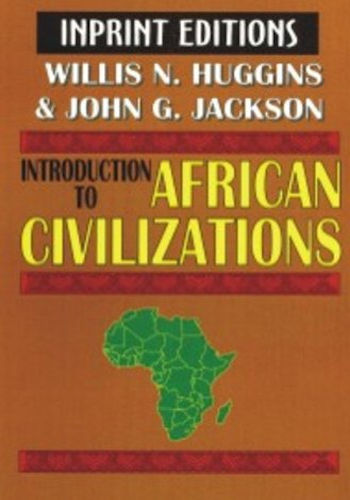 INPRINT EDITIONS
WILLIS N. HUGGINS
& JOHN G. JACKSON
INTRODUCTION
TO
AFRICAN
CIVILIZATIONS